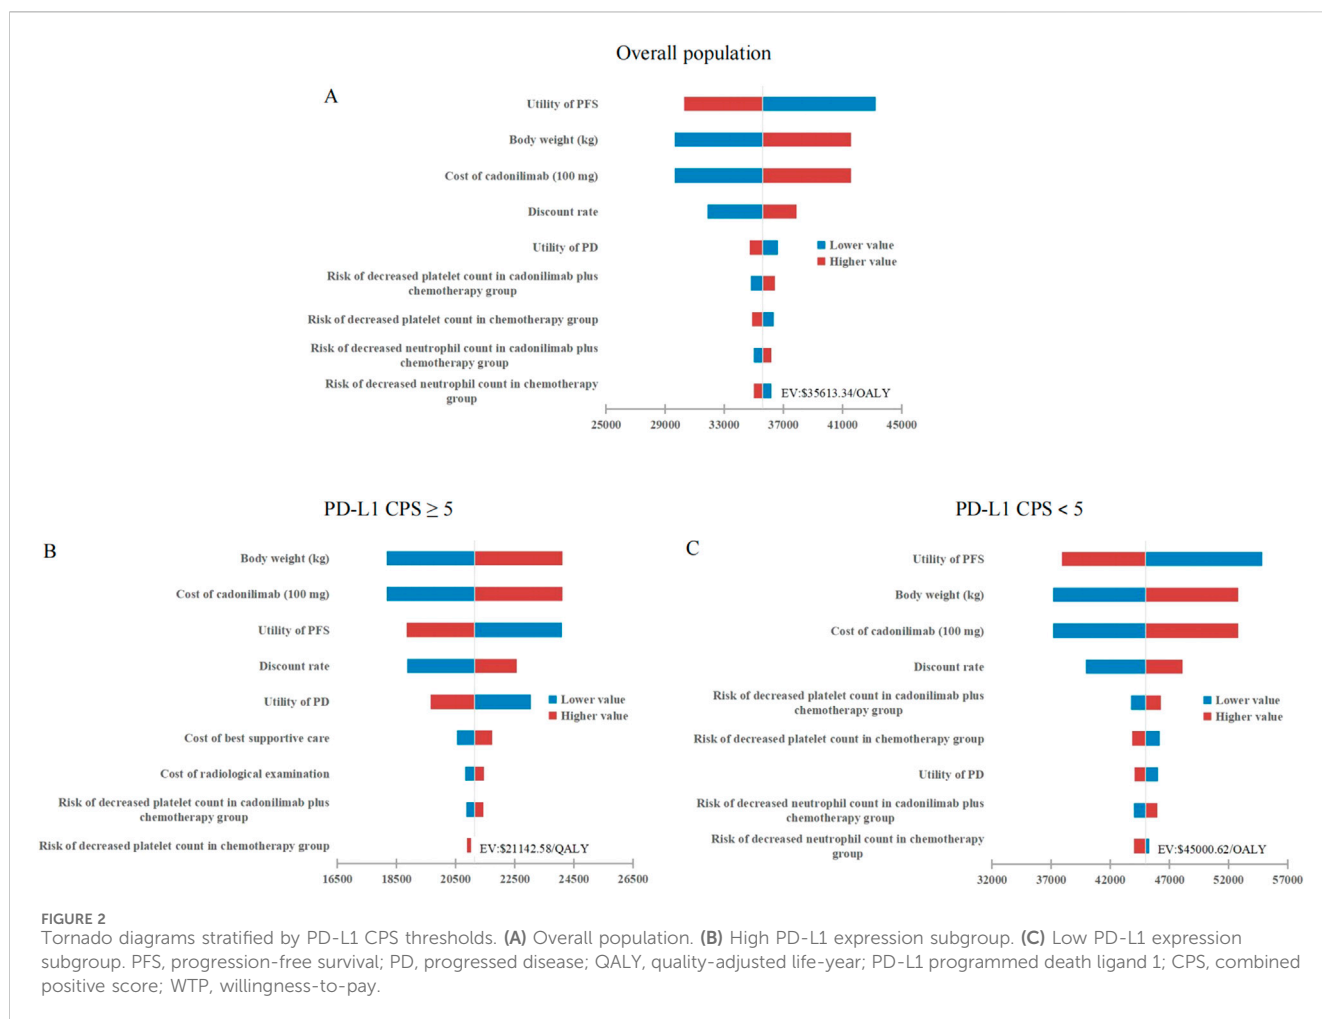 Overall population
A
Utility of PFS
Body weight (kg)
Cost of cadonilimab (100 mg)
Discount rate
Utility of PD
Risk of decreased platelet count in cadonilimab plus
chemotherapy group
Risk of decreased platelet count in chemotherapy group
Risk of decreased neutrophil count in cadonilimab plus
chemotherapy group
Risk of decreased neutrophil count in chemotherapy
group
Lower value
Higher value
EV:$35613.34/OALY
25000 29000 33000 37000 41000 45000
PD-L1 CPS ≥ 5
B
Body weight (kg)
Cost of cadonilimab (100 mg)
Utility of PFS
Discount rate
Utility of PD
Cost of best supportive care
Cost of radiological examination
Risk of decreased platelet count in cadonilimab plus
chemotherapy group
Risk of decreased platelet count in chemotherapy group
Lower value
Higher value
EV:$21142.58/QALY
16500 18500 20500 22500 24500 26500
PD-L1 CPS < 5
C
Utility of PFS
Body weight (kg)
Cost of cadonilimab (100 mg)
Discount rate
Risk of decreased platelet count in cadonilimab plus
chemotherapy group
Risk of decreased platelet count in chemotherapy group
Utility of PD
Risk of decreased neutrophil count in cadonilimab plus
chemotherapy group
Risk of decreased neutrophil count in chemotherapy
group
Lower value
Higher value
EV:$45000.62/OALY
32000 37000 42000 47000 52000 57000
FIGURE 2
Tornado diagrams stratified by PD-L1 CPS thresholds. (A) Overall population. (B) High PD-L1 expression subgroup. (C) Low PD-L1 expression
subgroup. PFS, progression-free survival; PD, progressed disease; QALY, quality-adjusted life-year; PD-L1 programmed death ligand 1; CPS, combined
positive score; WTP, willingness-to-pay.